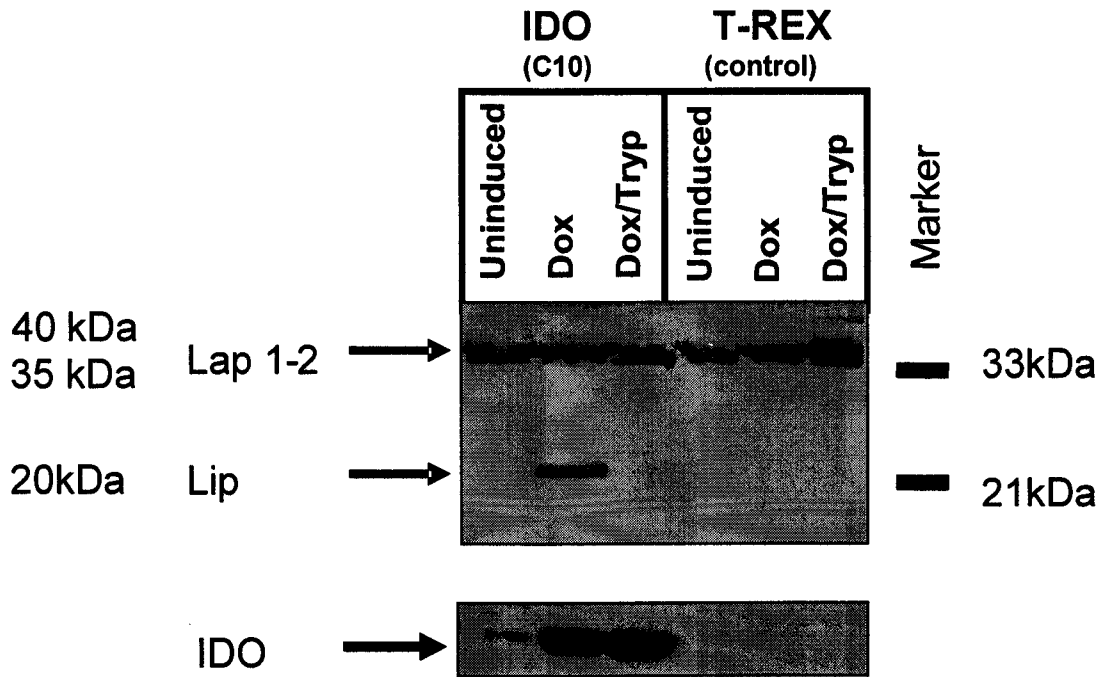 IDO
(C10)
T-REX
(control)
Uninduced
Dox
Dox/Tryp
Uninduced
Dox
Dox/Tryp
Marker
40 kDa
35 kDa
Lap 1-2
33kDa
20kDa
Lip
21kDa
IDO